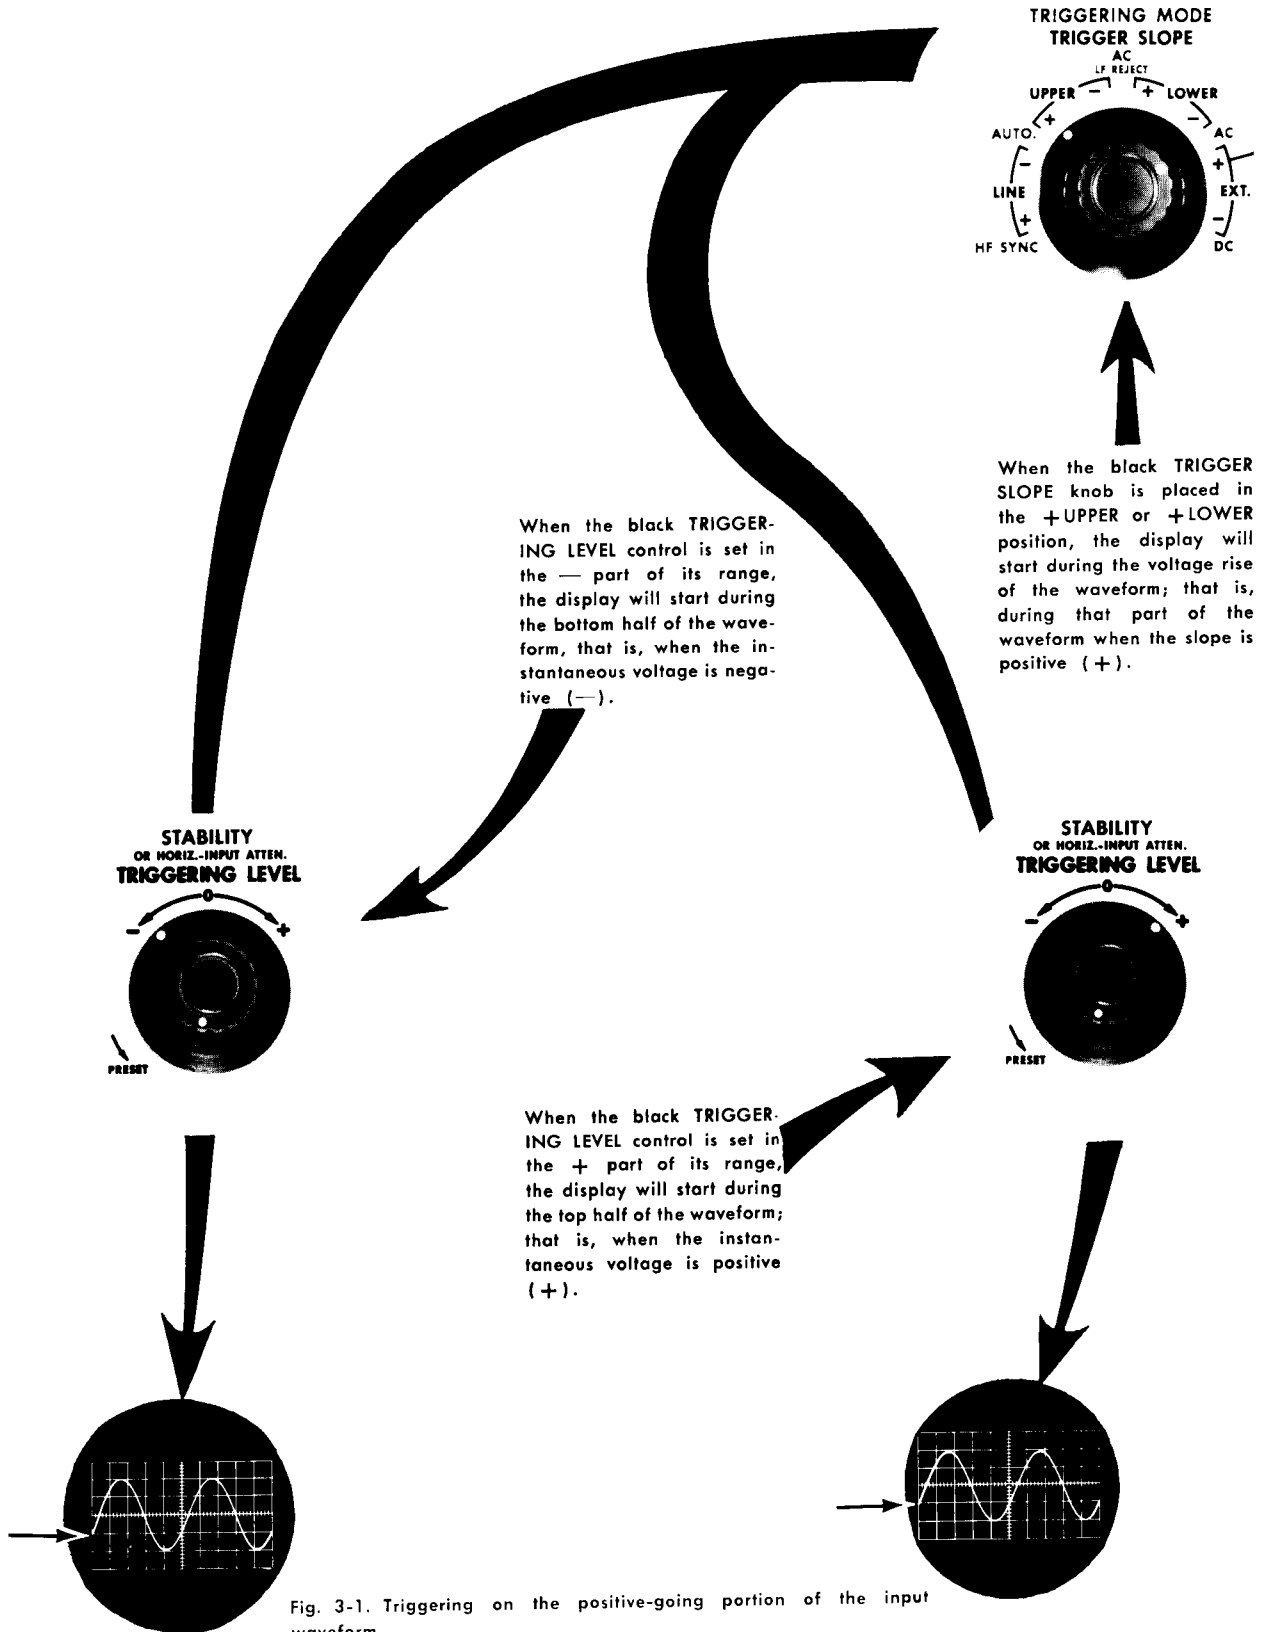 TRIGGERING MODE
TRIGGER SLOPE
AC
LF REJECT
UPPER − + LOWER
+ −
AUTO. AC
− +
LINE EXT.
+ −
HF SYNC DC
When the black TRIGGER
SLOPE knob is placed in
the +UPPER or +LOWER
position, the display will
start during the voltage rise
of the waveform; that is,
during that part of the
waveform when the slope is
positive (+).
When the black TRIGGER-
ING LEVEL control is set in
the — part of its range,
the display will start during
the bottom half of the wave-
form, that is, when the in-
stantaneous voltage is nega-
tive (—).
STABILITY
OR HORIZ.-INPUT ATTEN.
TRIGGERING LEVEL
0
− +
PRESET
STABILITY
OR HORIZ.-INPUT ATTEN.
TRIGGERING LEVEL
0
− +
PRESET
When the black TRIGGER-
ING LEVEL control is set in
the + part of its range,
the display will start during
the top half of the waveform;
that is, when the instan-
taneous voltage is positive
(+).
Fig. 3-1. Triggering on the positive-going portion of the input
waveform